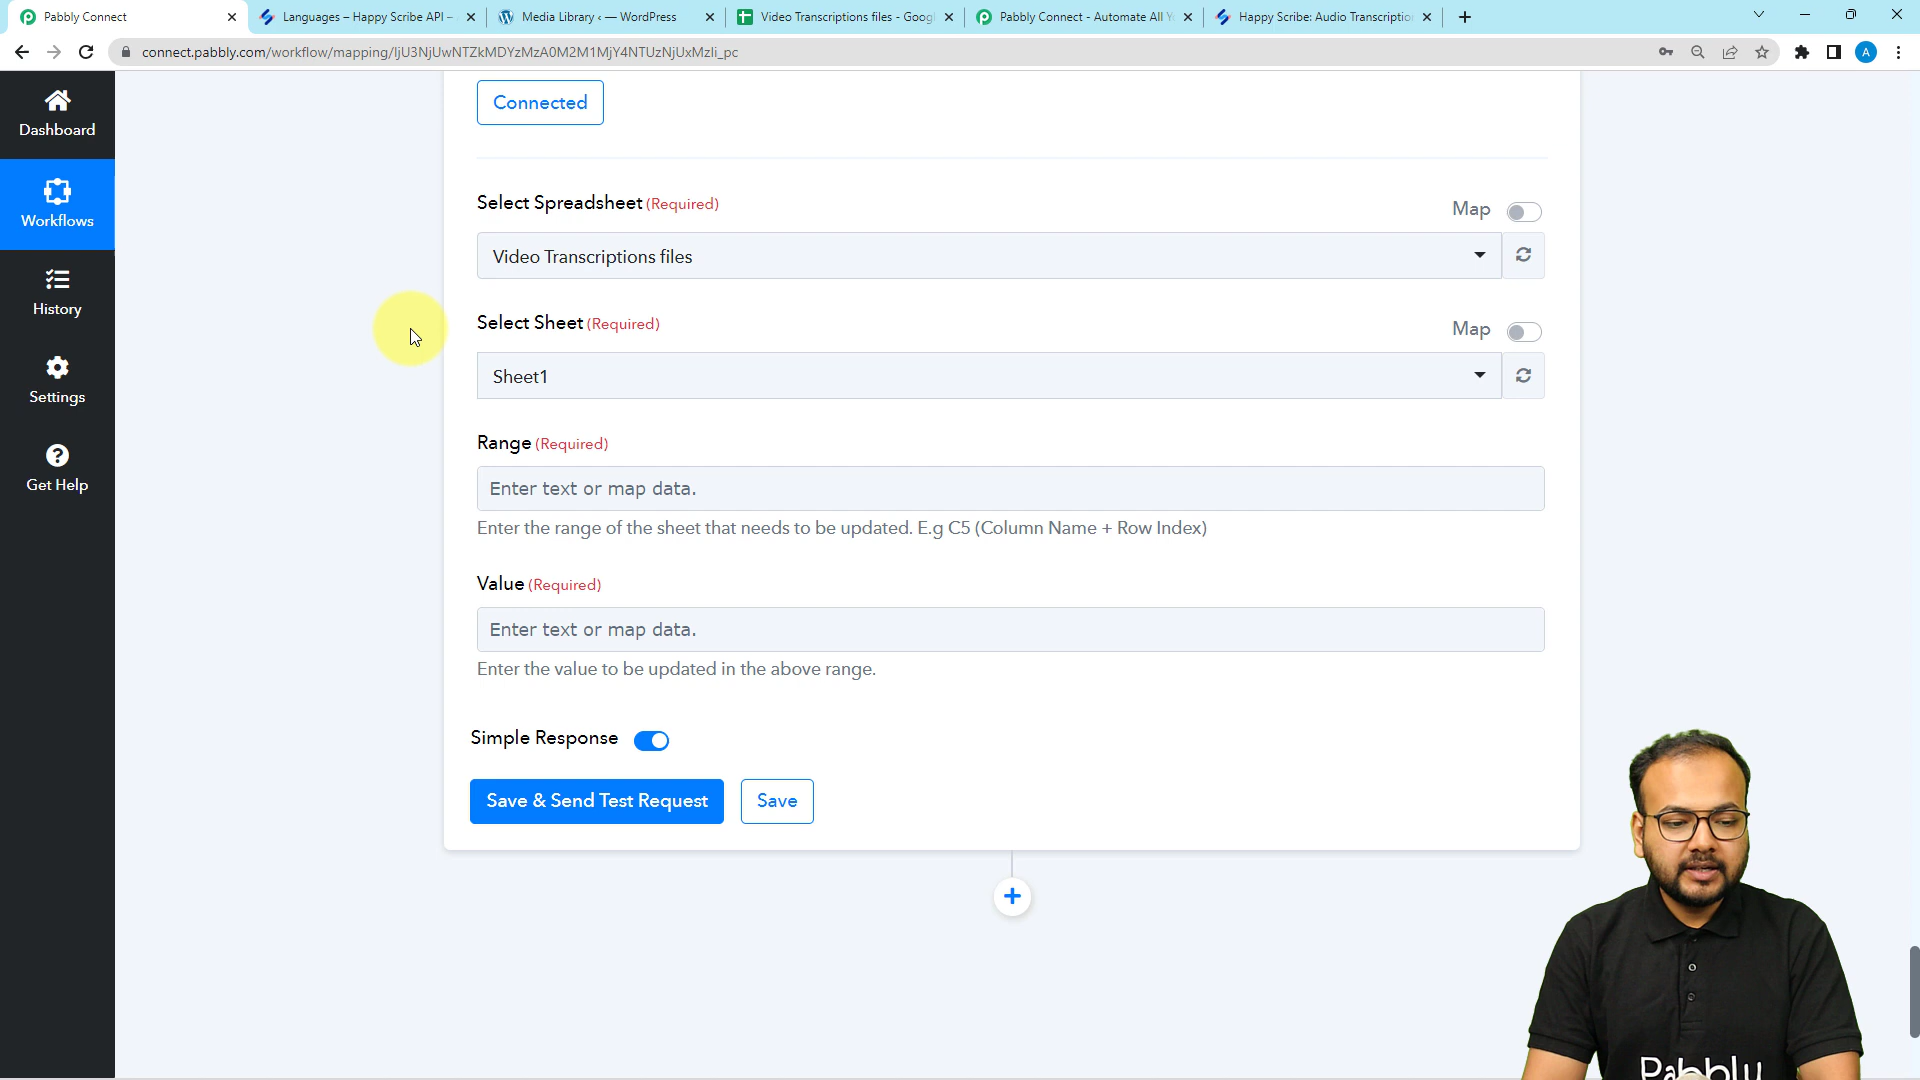 Pabbly Connect
Languages – Happy Scribe API –
Media Library ‹ — WordPress
Video Transcriptions files - Goog
Pabbly Connect - Automate All Y
Happy Scribe: Audio Transcriptio
connect.pabbly.com/workflow/mapping/IjU3NjUwNTZkMDYzMzA0M2M1MjY4NTUzNjUxMzIi_pc
A
Dashboard
Workflows
History
Settings
Get Help
Connected
Select Spreadsheet (Required)
Map
Video Transcriptions files
Select Sheet (Required)
Map
Sheet1
Range (Required)
Enter text or map data.
Enter the range of the sheet that needs to be updated. E.g C5 (Column Name + Row Index)
Value (Required)
Enter text or map data.
Enter the value to be updated in the above range.
Simple Response
Save & Send Test Request
Save
Pabbly